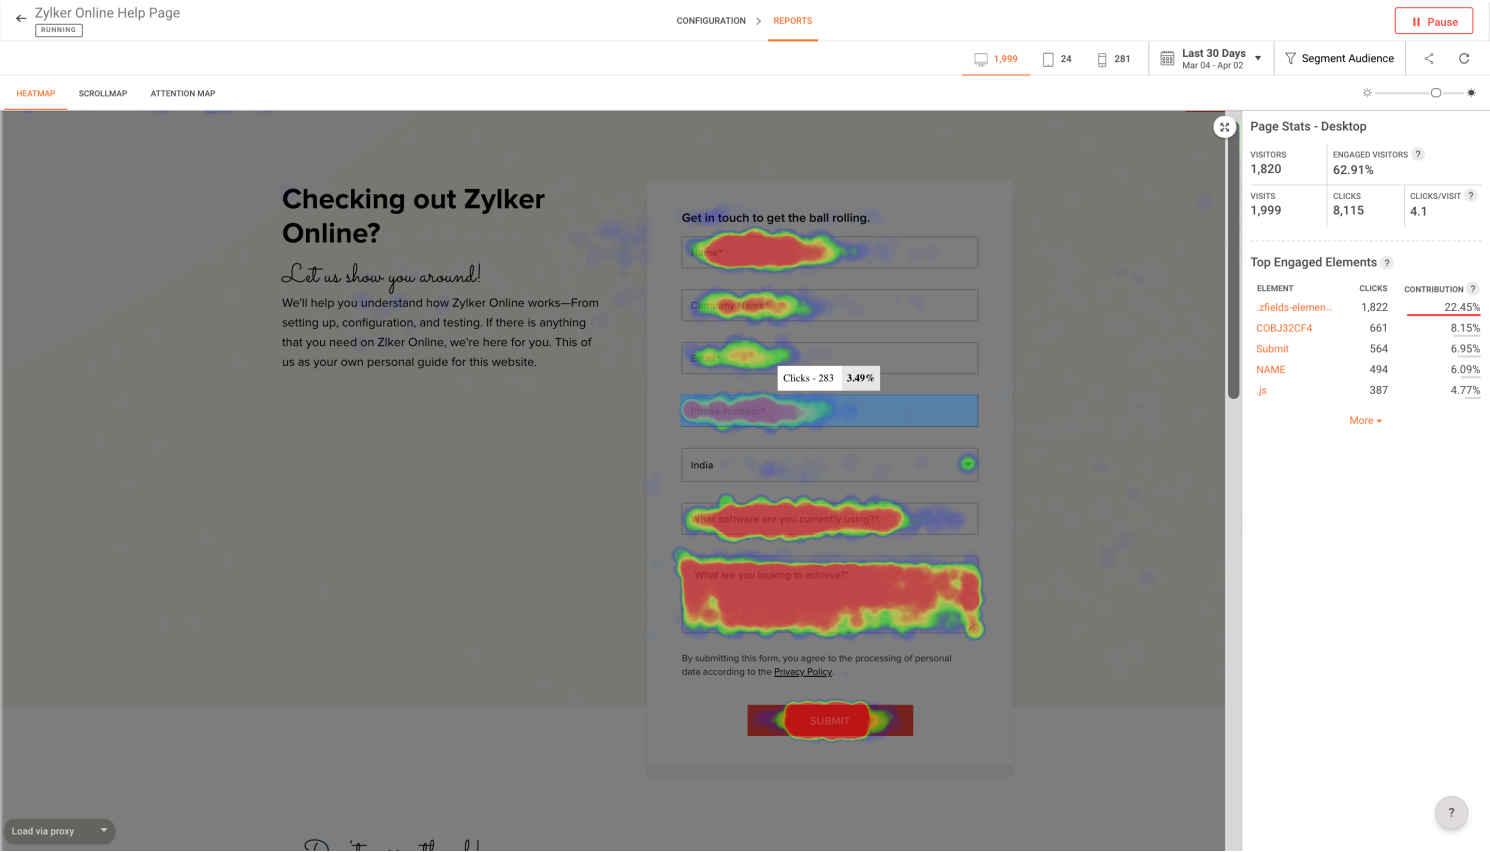 Zylker Online Help Page
RUNNING
CONFIGURATION
REPORTS
Pause
1,999
24
281
Last 30 Days
Mar 04 - Apr 02
Segment Audience
HEATMAP
SCROLLMAP
ATTENTION MAP
Checking out Zylker
Online?
Let us show you around!
We'll help you understand how Zylker Online works—From
setting up, configuration, and testing. If there is anything
that you need on Zlker Online, we're here for you. This of
us as your own personal guide for this website.
Get in touch to get the ball rolling.
Name*
Company Name*
Email*
Clicks - 283 3.49%
Phone Number*
India
What software are you currently using?*
What are you looking to achieve?*
By submitting this form, you agree to the processing of personal
data according to the Privacy Policy.
SUBMIT
Load via proxy
Page Stats - Desktop
VISITORS
1,820
ENGAGED VISITORS ?
62.91%
VISITS
1,999
CLICKS
8,115
CLICKS/VISIT ?
4.1
Top Engaged Elements ?
ELEMENT CLICKS CONTRIBUTION ?
.zfields-elemen... 1,822 22.45%
COBJ32CF4 661 8.15%
Submit 564 6.95%
NAME 494 6.09%
.js 387 4.77%
More
?